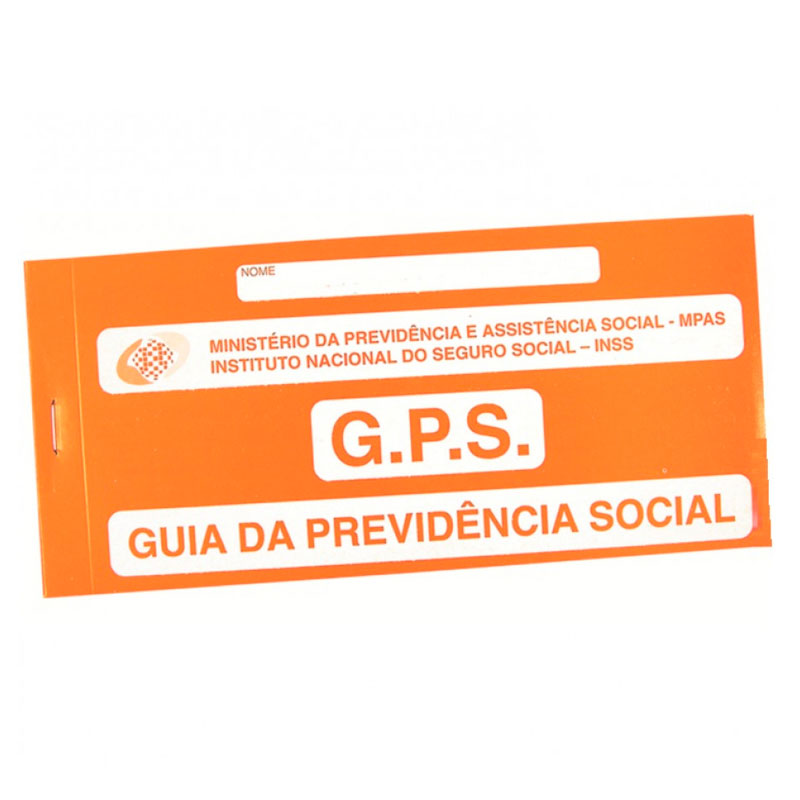 NOME
MINISTÉRIO DA PREVIDÊNCIA E ASSISTÊNCIA SOCIAL - MPAS
INSTITUTO NACIONAL DO SEGURO SOCIAL – INSS
G.P.S.
GUIA DA PREVIDÊNCIA SOCIAL